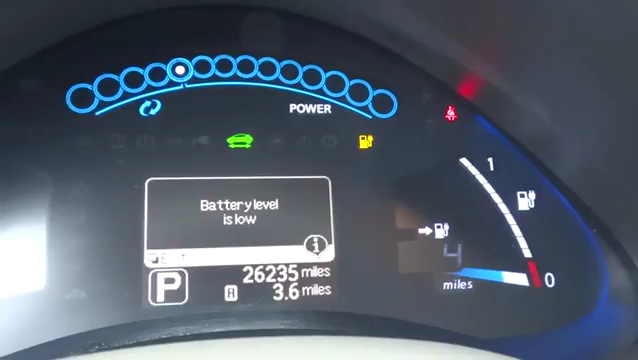 POWER
1
Battery level
is low
4
miles
0
P
26235 miles
A 3.6 miles